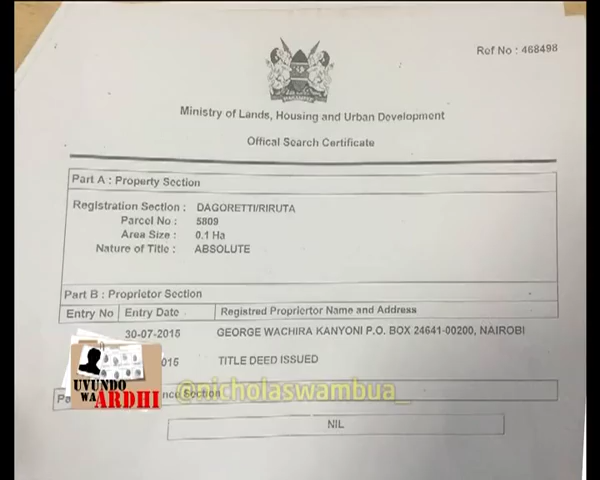 Ref No : 468498
Ministry of Lands, Housing and Urban Development
Offical Search Certificate
Part A : Property Section
Registration Section : DAGORETTI/RIRUTA
Parcel No : 5809
Area Size : 0.1 Ha
Nature of Title : ABSOLUTE
Part B : Proprietor Section
Entry No Entry Date Registred Propriertor Name and Address
30-07-2015 GEORGE WACHIRA KANYONI P.O. BOX 24641-00200, NAIROBI
015 TITLE DEED ISSUED
UVUNDO
WA ARDHI
@nicholaswambua_
Section
NIL